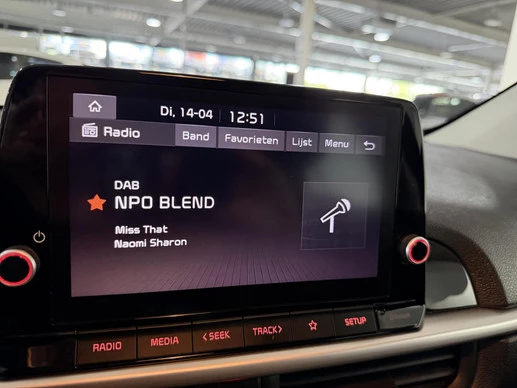 Di, 14-04 12:51
Radio Band Favorieten Lijst Menu
DAB
NPO BLEND
Miss That
Naomi Sharon
RADIO MEDIA < SEEK TRACK > SETUP